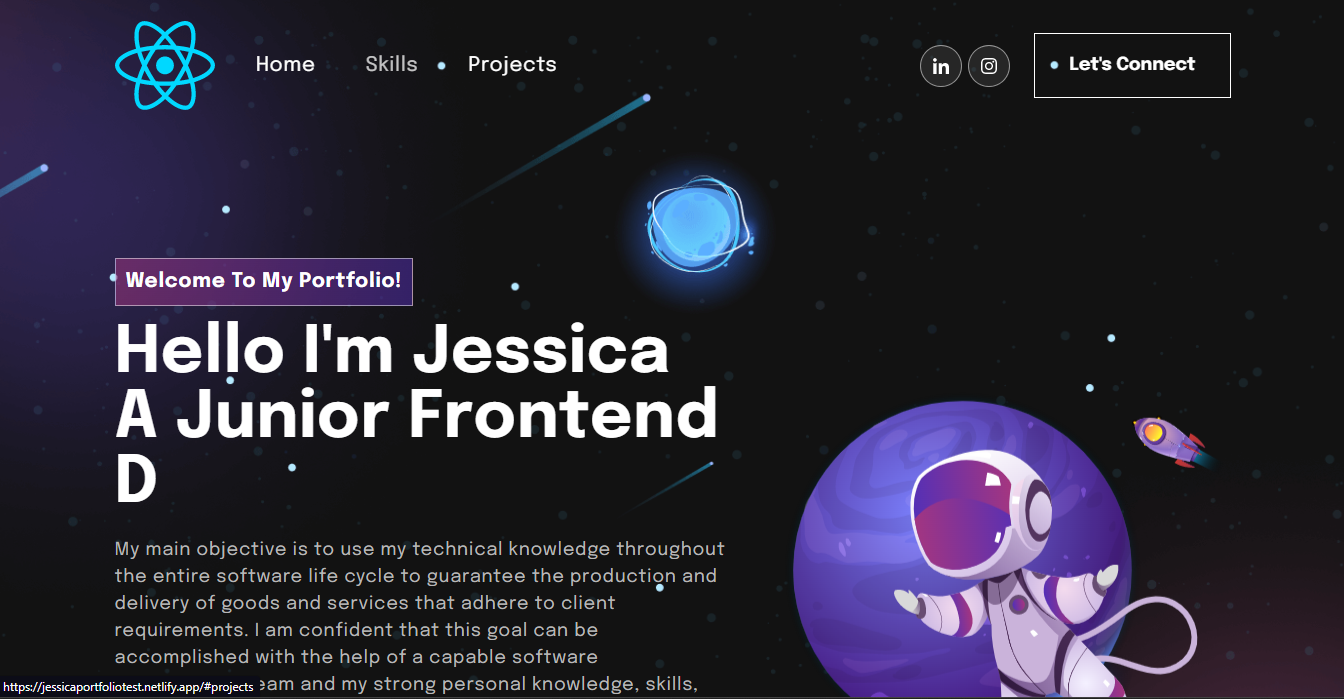 Home Skills Projects
in
Let's Connect
Welcome To My Portfolio!
Hello I'm Jessica
A Junior Frontend
D
My main objective is to use my technical knowledge throughout
the entire software life cycle to guarantee the production and
delivery of goods and services that adhere to client
requirements. I am confident that this goal can be
accomplished with the help of a capable software
and my strong personal knowledge, skills,
https://jessicaportfoliotest.netlify.app/#projects